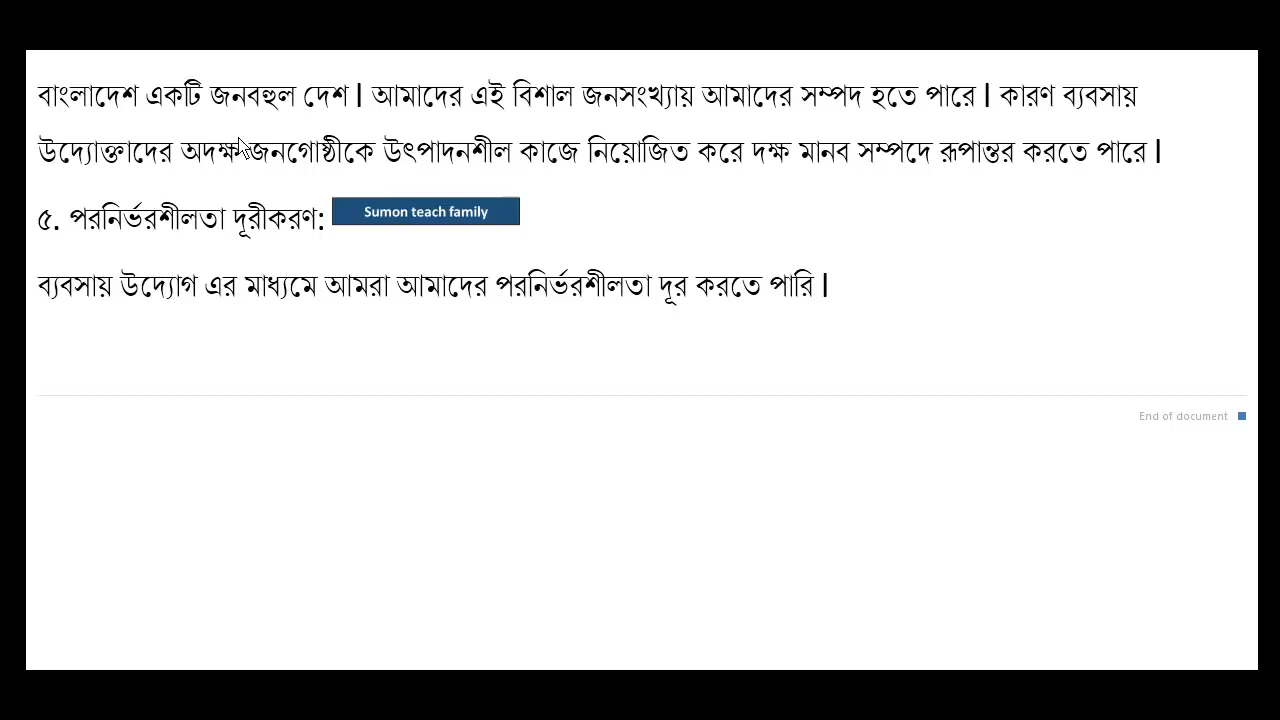 বাংলাদেশ একটি জনবহুল দেশ | আমাদের এই বিশাল জনসংখ্যায় আমাদের সম্পদ হতে পারে | কারণ ব্যবসায়
উদ্যোক্তাদের অদক্ষ জনগোষ্ঠীকে উৎপাদনশীল কাজে নিয়োজিত করে দক্ষ মানব সম্পদে রূপান্তর করতে পারে |
৫. পরনির্ভরশীলতা দূরীকরণ: Sumon teach family
ব্যবসায় উদ্যোগ এর মাধ্যমে আমরা আমাদের পরনির্ভরশীলতা দূর করতে পারি |
End of document